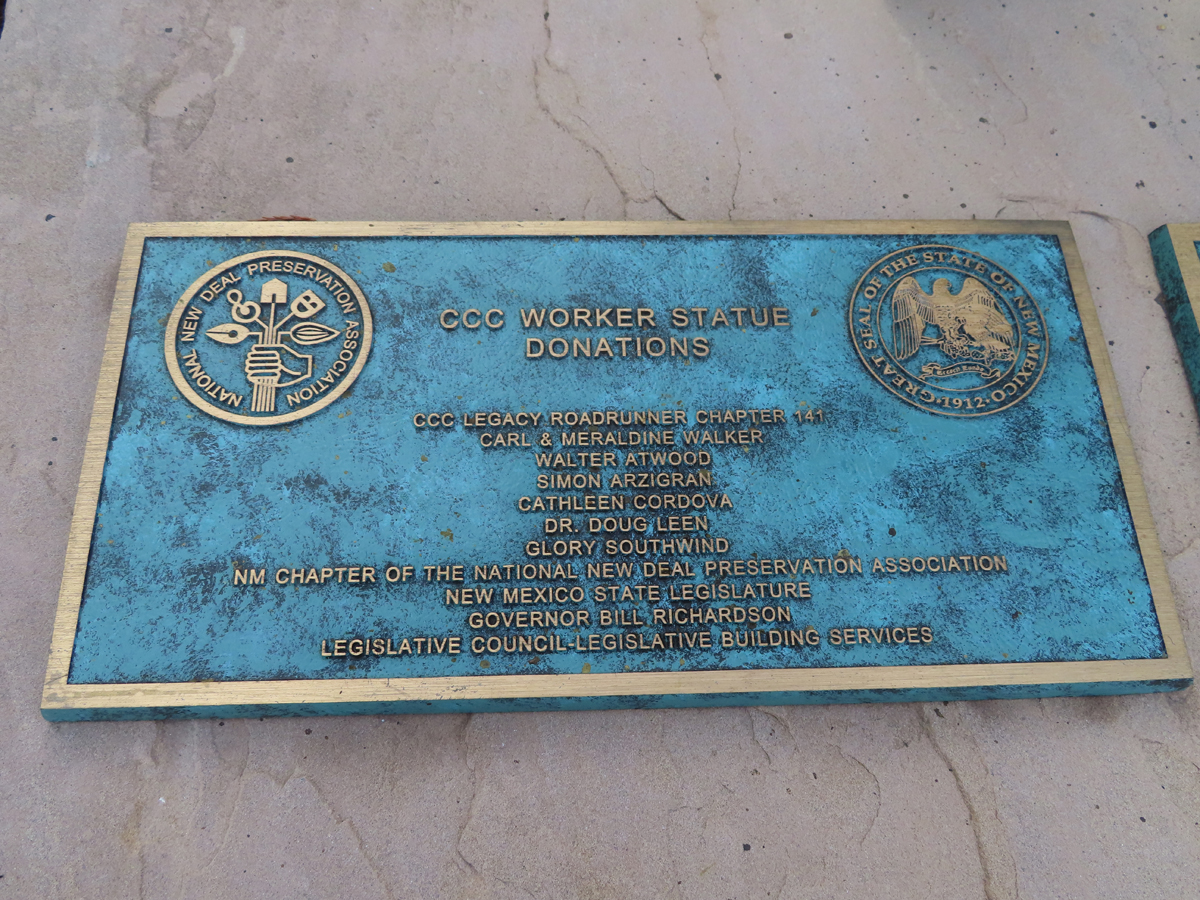 NATIONAL NEW DEAL PRESERVATION ASSOCIATION
GREAT SEAL OF THE STATE OF NEW MEXICO
·1912·
CCC WORKER STATUE
DONATIONS
CCC LEGACY ROADRUNNER CHAPTER 141
CARL & MERALDINE WALKER
WALTER ATWOOD
SIMON ARZIGRAN
CATHLEEN CORDOVA
DR. DOUG LEEN
GLORY SOUTHWIND
NM CHAPTER OF THE NATIONAL NEW DEAL PRESERVATION ASSOCIATION
NEW MEXICO STATE LEGISLATURE
GOVERNOR BILL RICHARDSON
LEGISLATIVE COUNCIL-LEGISLATIVE BUILDING SERVICES